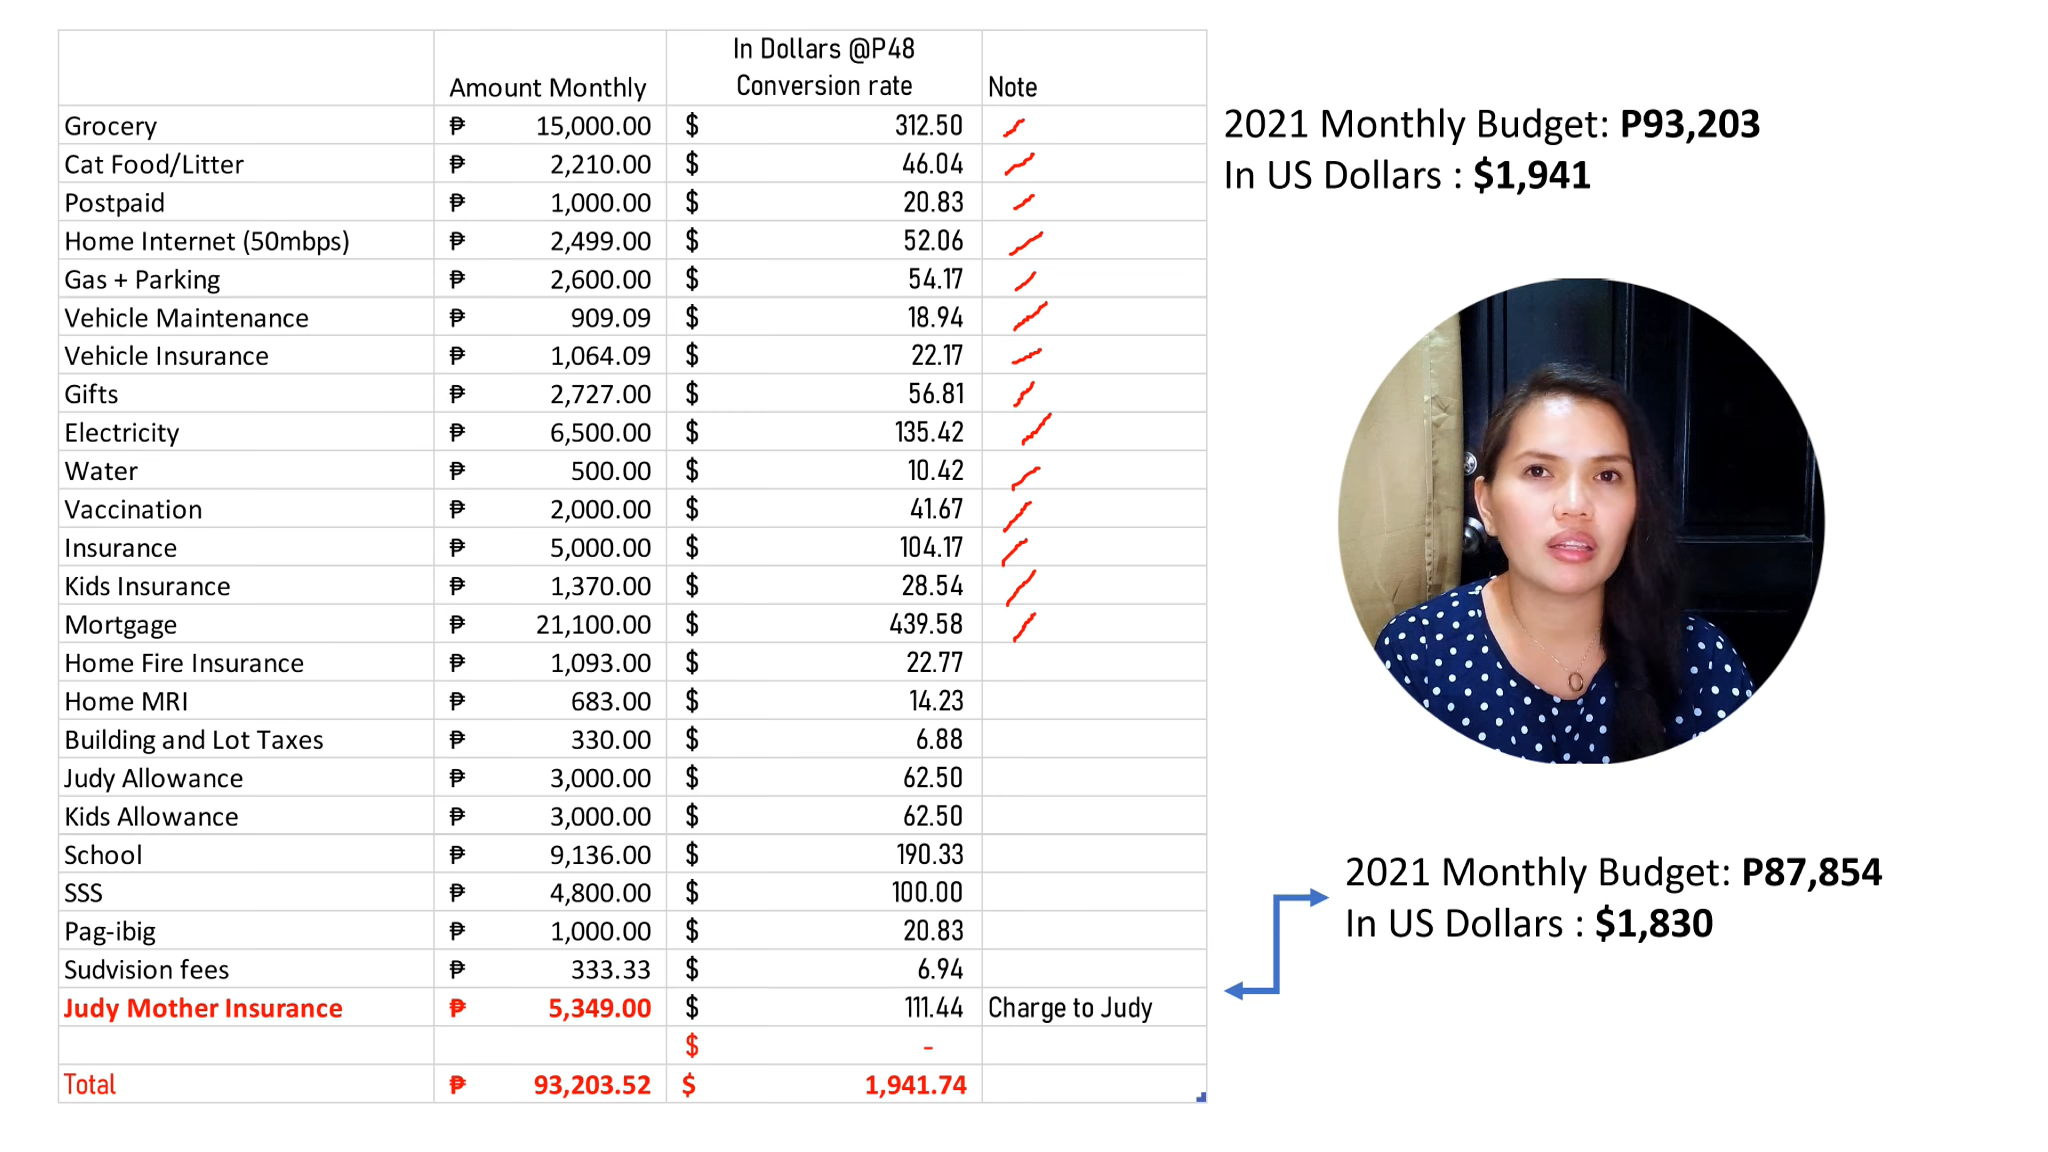 Amount Monthly In Dollars @P48 Conversion rate Note
Grocery ₱ 15,000.00 $ 312.50
Cat Food/Litter ₱ 2,210.00 $ 46.04
Postpaid ₱ 1,000.00 $ 20.83
Home Internet (50mbps) ₱ 2,499.00 $ 52.06
Gas + Parking ₱ 2,600.00 $ 54.17
Vehicle Maintenance ₱ 909.09 $ 18.94
Vehicle Insurance ₱ 1,064.09 $ 22.17
Gifts ₱ 2,727.00 $ 56.81
Electricity ₱ 6,500.00 $ 135.42
Water ₱ 500.00 $ 10.42
Vaccination ₱ 2,000.00 $ 41.67
Insurance ₱ 5,000.00 $ 104.17
Kids Insurance ₱ 1,370.00 $ 28.54
Mortgage ₱ 21,100.00 $ 439.58
Home Fire Insurance ₱ 1,093.00 $ 22.77
Home MRI ₱ 683.00 $ 14.23
Building and Lot Taxes ₱ 330.00 $ 6.88
Judy Allowance ₱ 3,000.00 $ 62.50
Kids Allowance ₱ 3,000.00 $ 62.50
School ₱ 9,136.00 $ 190.33
SSS ₱ 4,800.00 $ 100.00
Pag-ibig ₱ 1,000.00 $ 20.83
Sudvision fees ₱ 333.33 $ 6.94
Judy Mother Insurance ₱ 5,349.00 $ 111.44 Charge to Judy
$ -
Total ₱ 93,203.52 $ 1,941.74
2021 Monthly Budget: P93,203
In US Dollars : $1,941
2021 Monthly Budget: P87,854
In US Dollars : $1,830